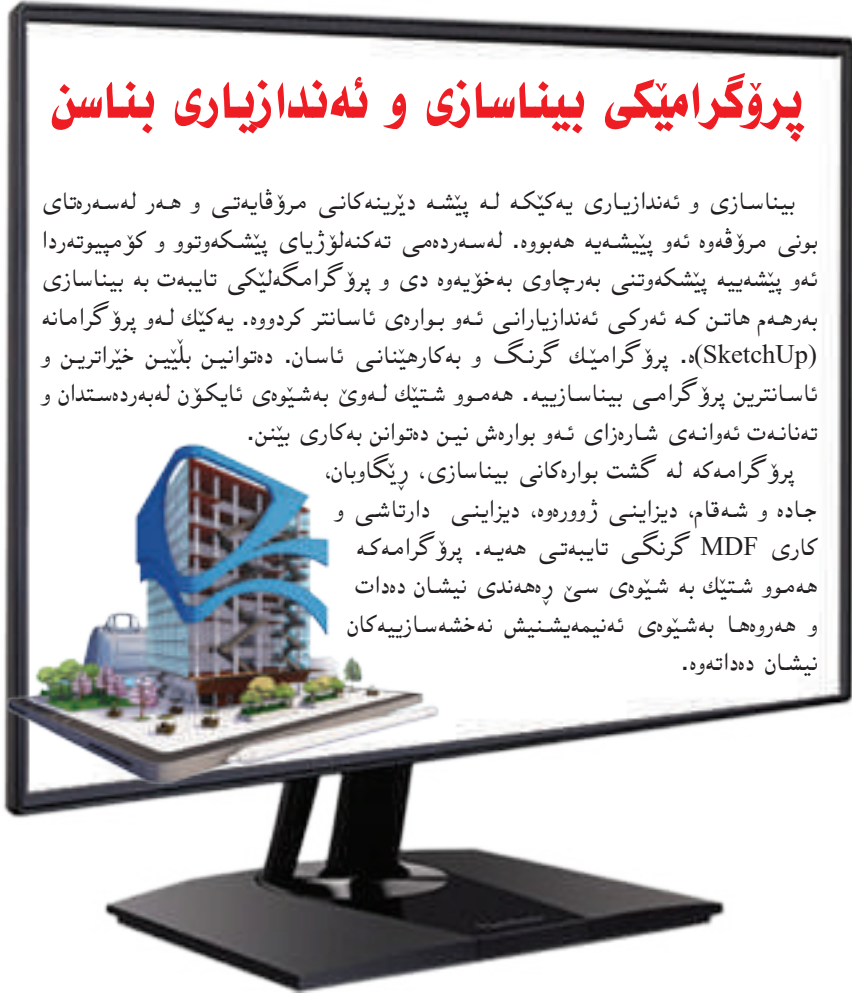 پرۆگرامێکی بیناسازی و ئەندازیاری بناسن
بیناسازی و ئەندازیاری یەکێکە لە پێشە دێرینەکانی مرۆڤایەتی و هەر لەسەرەتای
بونی مرۆڤەوە ئەو پێیشەیە هەبووە. لەسەردەمی تەکنەلۆژیای پێشکەوتوو و کۆمپیوتەردا
ئەو پێشەییە پێشکەوتنی بەرچاوی بەخۆیەوە دی و پرۆگرامگەلێکی تایبەت بە بیناسازی
بەرهەم هاتن کە ئەرکی ئەندازیارانی ئەو بوارەی ئاسانتر کردووە. یەکێك لەو پرۆگرامانە
(SketchUp)ە. پرۆگرامێك گرنگ و بەکارهێنانی ئاسان. دەتوانین بڵێین خێراترین و
ئاسانترین پرۆگرامی بیناسازییە. هەموو شتێك لەوێ بەشێوەی ئایکۆن لەبەردەستدان و
تەنانەت ئەوانەی شارەزای ئەو بوارەش نین دەتوانن بەکاری بێنن.
پرۆگرامەکە لە گشت بوارەکانی بیناسازی، ڕێگاوبان،
جادە و شەقام، دیزاینی ژوورەوە، دیزاینی دارتاشی و
کاری MDF گرنگی تایبەتی هەیە. پرۆگرامەکە
هەموو شتێك بە شێوەی سێ ڕەهەندی نیشان دەدات
و هەروەها بەشێوەی ئەنیمەیشنیش نەخشەسازییەکان
نیشان دەداتەوە.